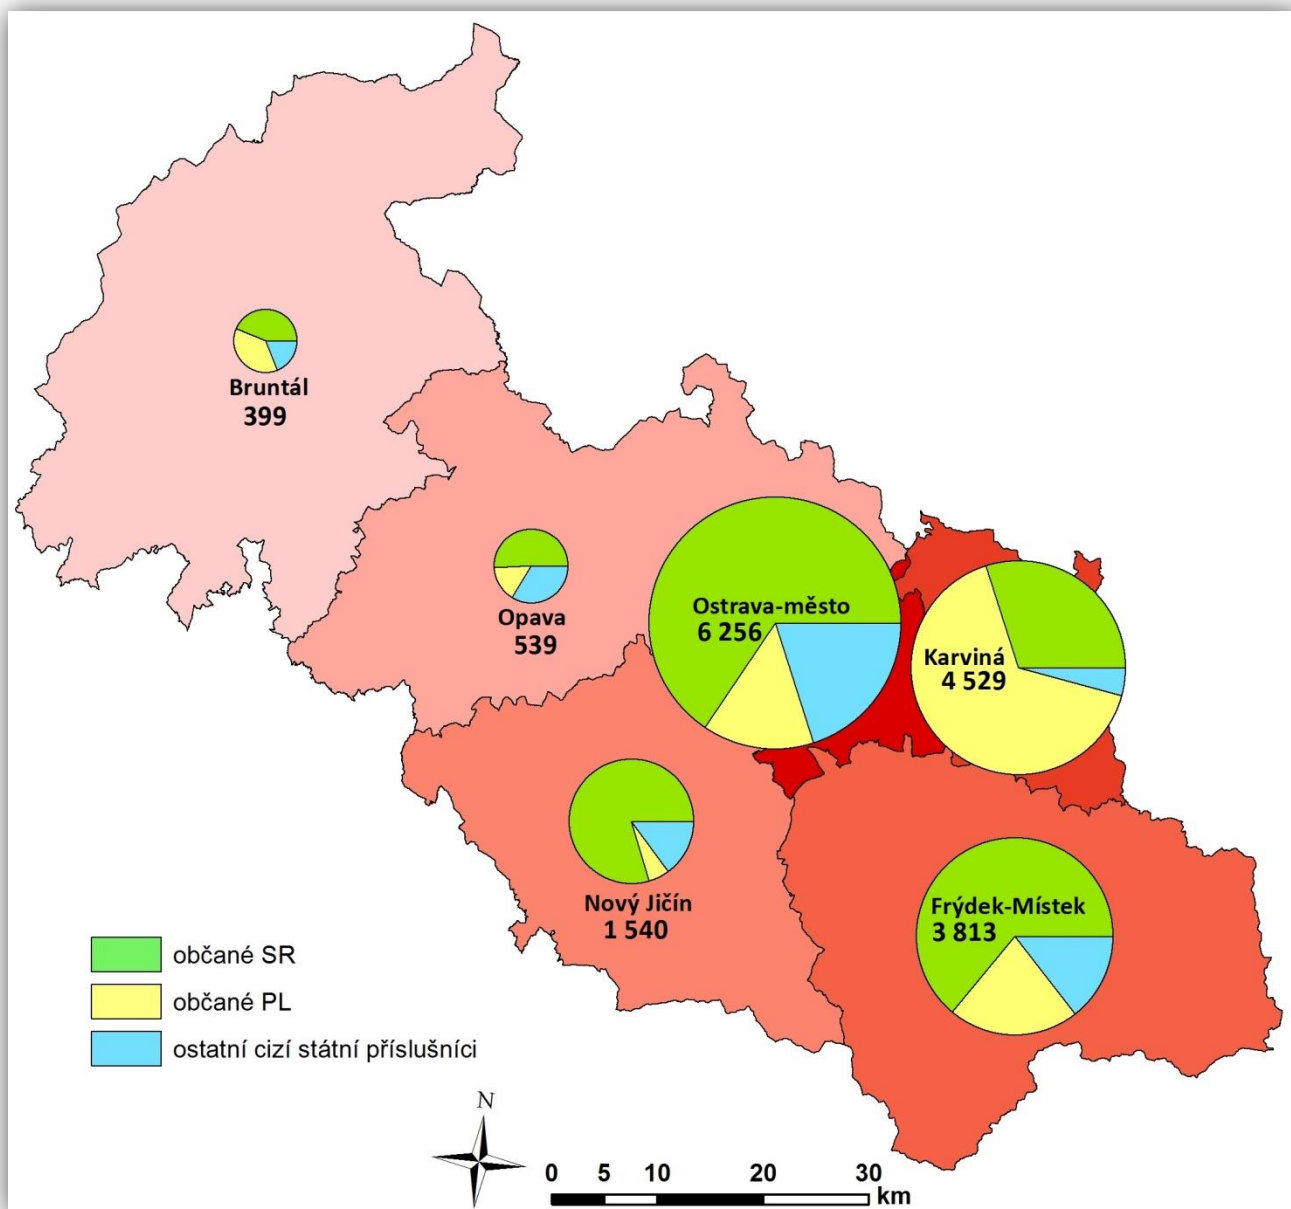 Bruntál
399
Opava
539
Ostrava-město
6 256
Karviná
4 529
Nový Jičín
1 540
Frýdek-Místek
3 813
občané SR
občané PL
ostatní cizí státní příslušníci
N
0 5 10 20 30
km